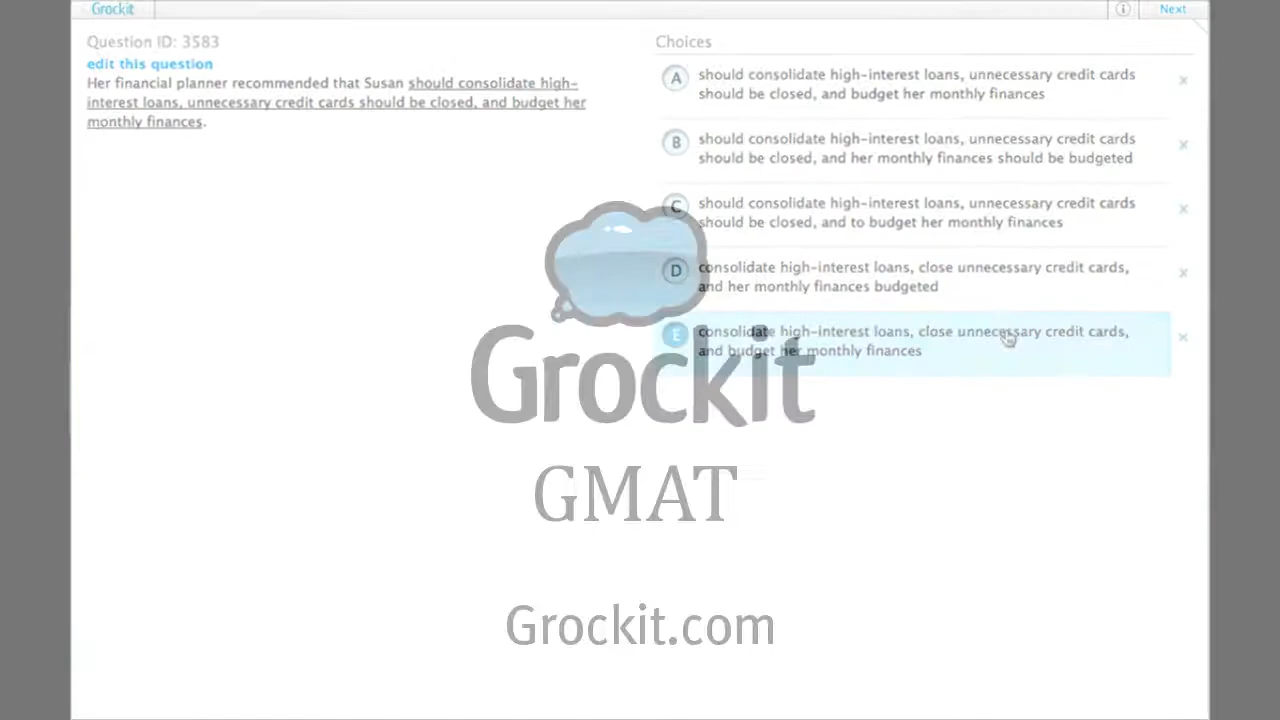 Grockit
Next
Question ID: 3583
edit this question
Her financial planner recommended that Susan should consolidate high-
interest loans, unnecessary credit cards should be closed, and budget her
monthly finances.
Choices
A should consolidate high-interest loans, unnecessary credit cards
should be closed, and budget her monthly finances
B should consolidate high-interest loans, unnecessary credit cards
should be closed, and her monthly finances should be budgeted
C should consolidate high-interest loans, unnecessary credit cards
should be closed, and to budget her monthly finances
D consolidate high-interest loans, close unnecessary credit cards,
and her monthly finances budgeted
E consolidate high-interest loans, close unnecessary credit cards,
and budget her monthly finances
Grockit
GMAT
Grockit.com